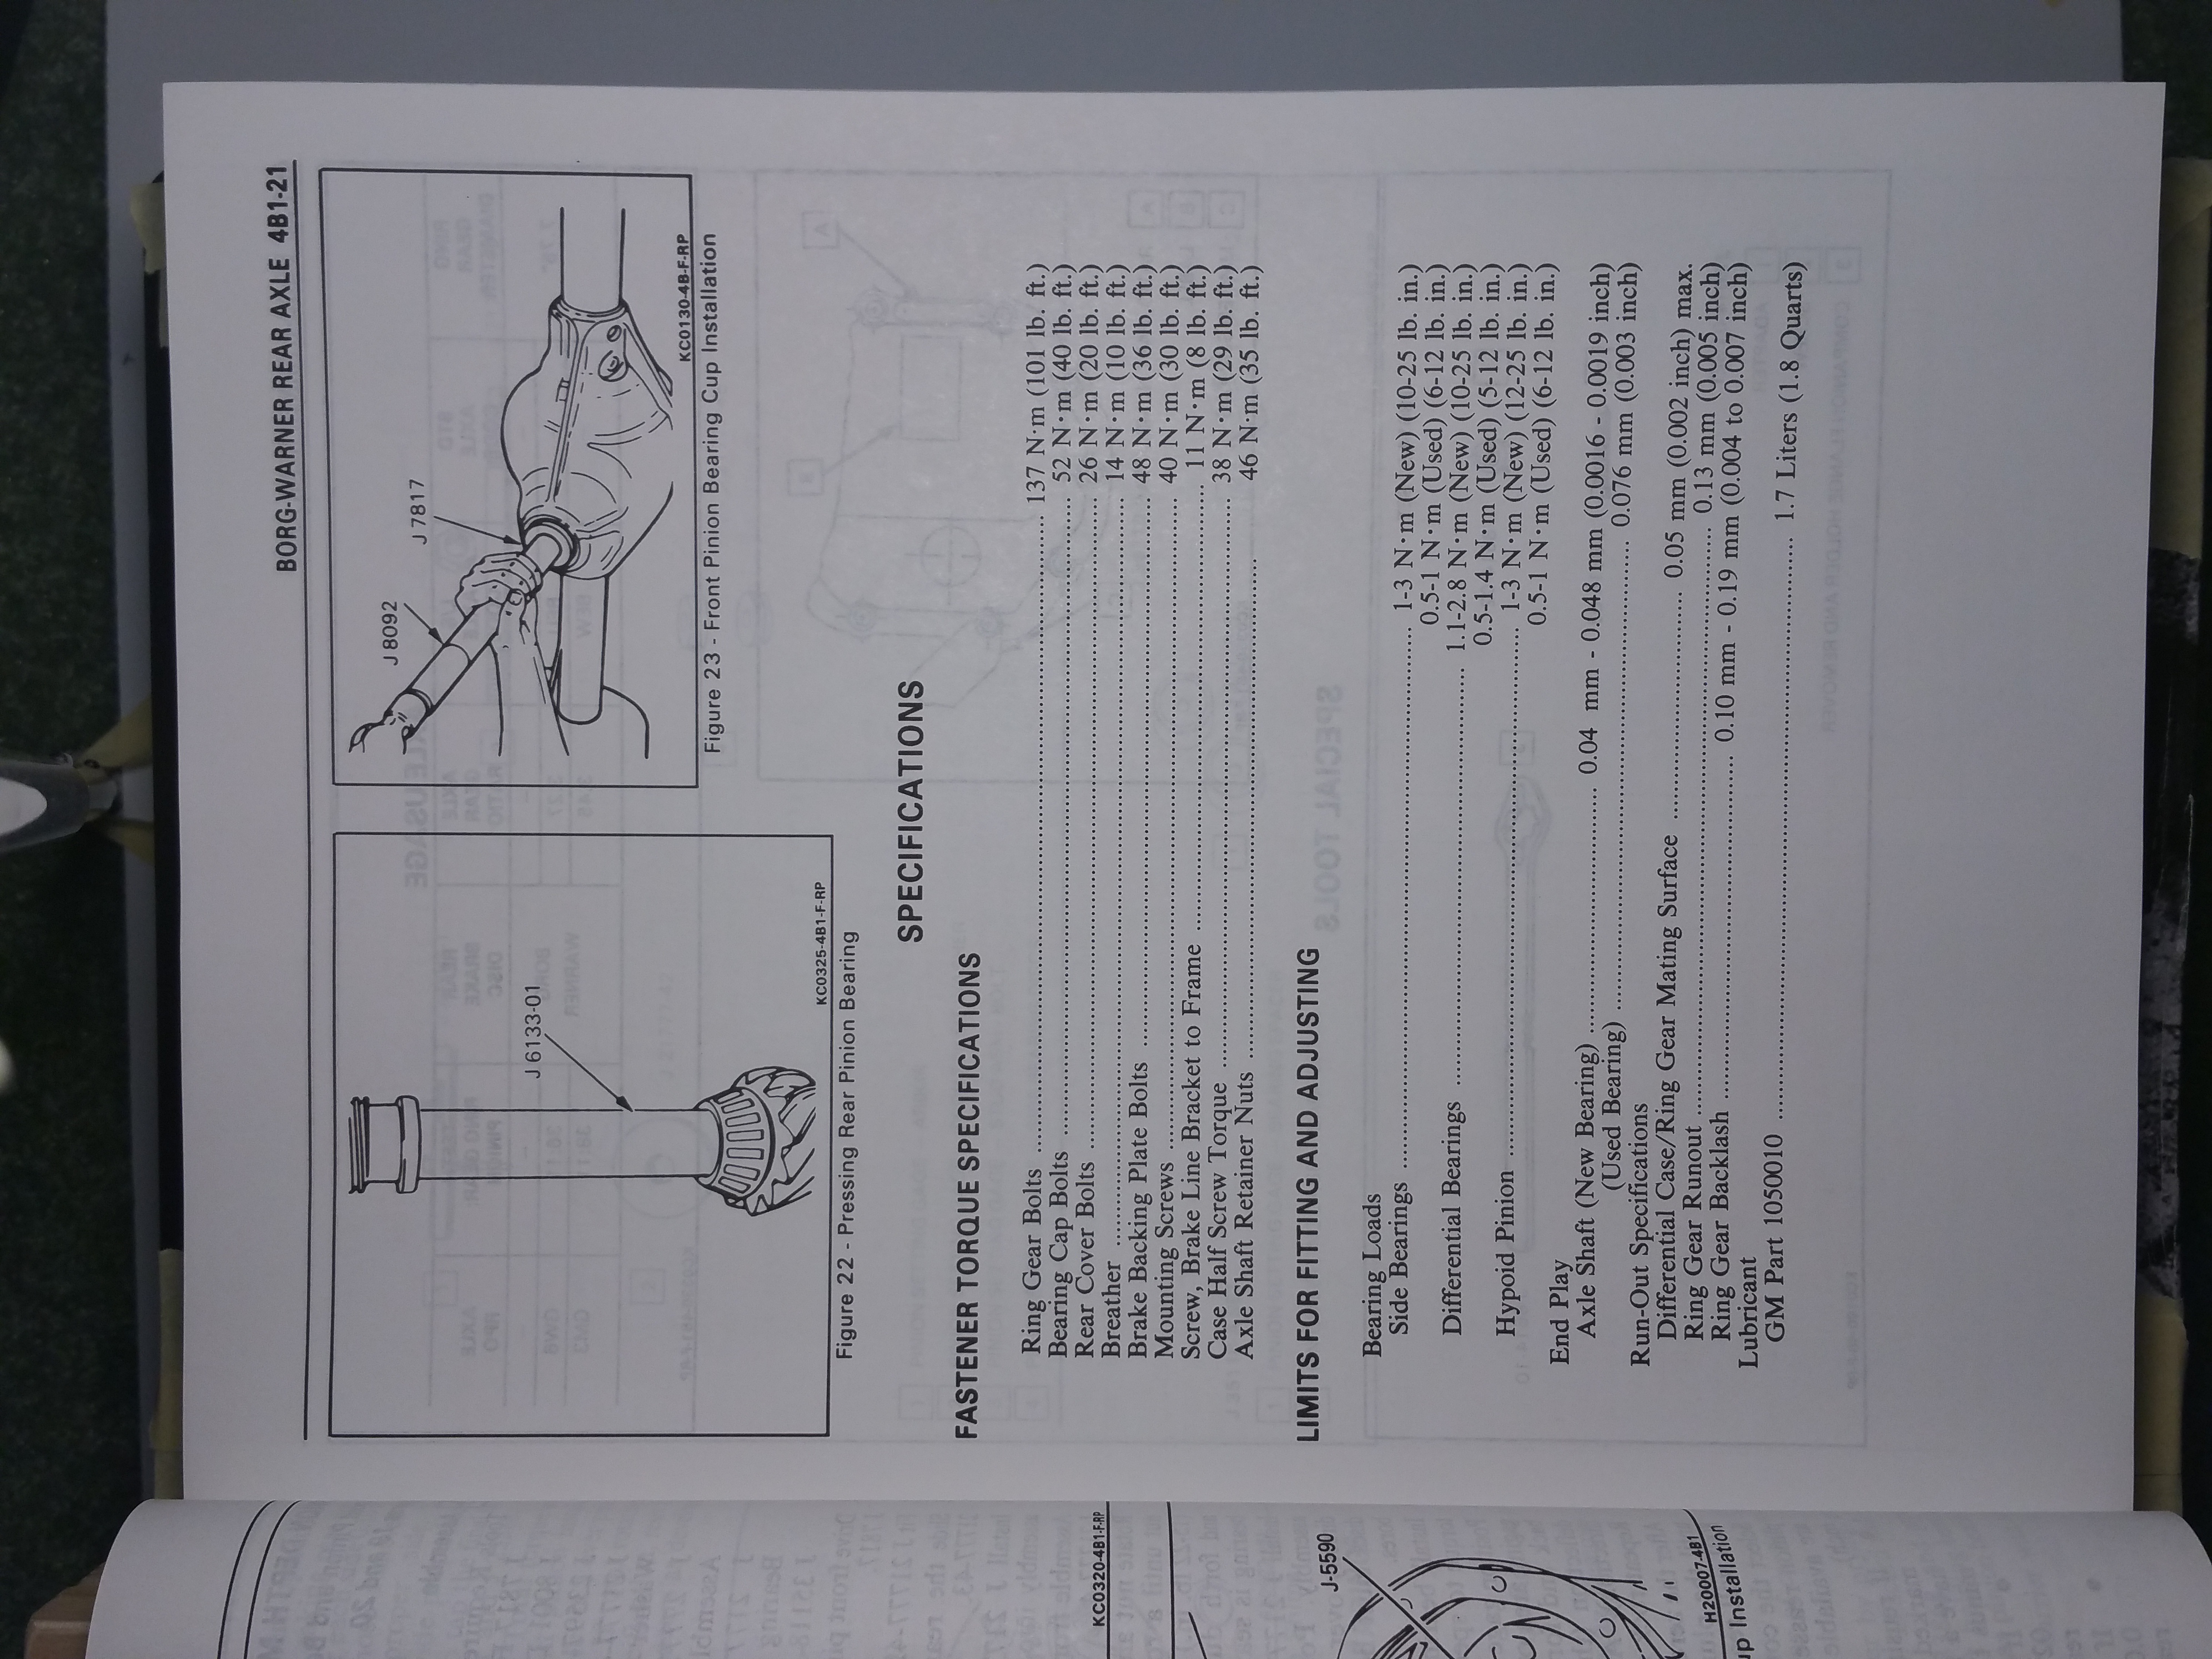 BORG-WARNER REAR AXLE 4B1-21
J 6133-01
KC0325-4B1-F-RP
Figure 22 - Pressing Rear Pinion Bearing
J 8092
J 7817
KC0130-4B-F-RP
Figure 23 - Front Pinion Bearing Cup Installation
SPECIFICATIONS
FASTENER TORQUE SPECIFICATIONS
Ring Gear Bolts ........ 137 N·m (101 lb. ft.)
Bearing Cap Bolts ........ 52 N·m (40 lb. ft.)
Rear Cover Bolts ........ 26 N·m (20 lb. ft.)
Breather ........ 14 N·m (10 lb. ft.)
Brake Backing Plate Bolts ........ 48 N·m (36 lb. ft.)
Mounting Screws ........ 40 N·m (30 lb. ft.)
Screw, Brake Line Bracket to Frame ........ 11 N·m (8 lb. ft.)
Case Half Screw Torque ........ 38 N·m (29 lb. ft.)
Axle Shaft Retainer Nuts ........ 46 N·m (35 lb. ft.)
LIMITS FOR FITTING AND ADJUSTING
Bearing Loads
Side Bearings ........ 1-3 N·m (New) (10-25 lb. in.)
0.5-1 N·m (Used) (6-12 lb. in.)
Differential Bearings ........ 1.1-2.8 N·m (New) (10-25 lb. in.)
0.5-1.4 N·m (Used) (5-12 lb. in.)
Hypoid Pinion ........ 1-3 N·m (New) (12-25 lb. in.)
0.5-1 N·m (Used) (6-12 lb. in.)
End Play
Axle Shaft (New Bearing) ........ 0.04 mm - 0.048 mm (0.0016 - 0.0019 inch)
(Used Bearing) ........ 0.076 mm (0.003 inch)
Run-Out Specifications
Differential Case/Ring Gear Mating Surface ........ 0.05 mm (0.002 inch) max.
Ring Gear Runout ........ 0.13 mm (0.005 inch)
Ring Gear Backlash ........ 0.10 mm - 0.19 mm (0.004 to 0.007 inch)
Lubricant
GM Part 1050010 ........ 1.7 Liters (1.8 Quarts)
KC0320-4B1-F-RP
J-5590
H20007-4B1
up Installation